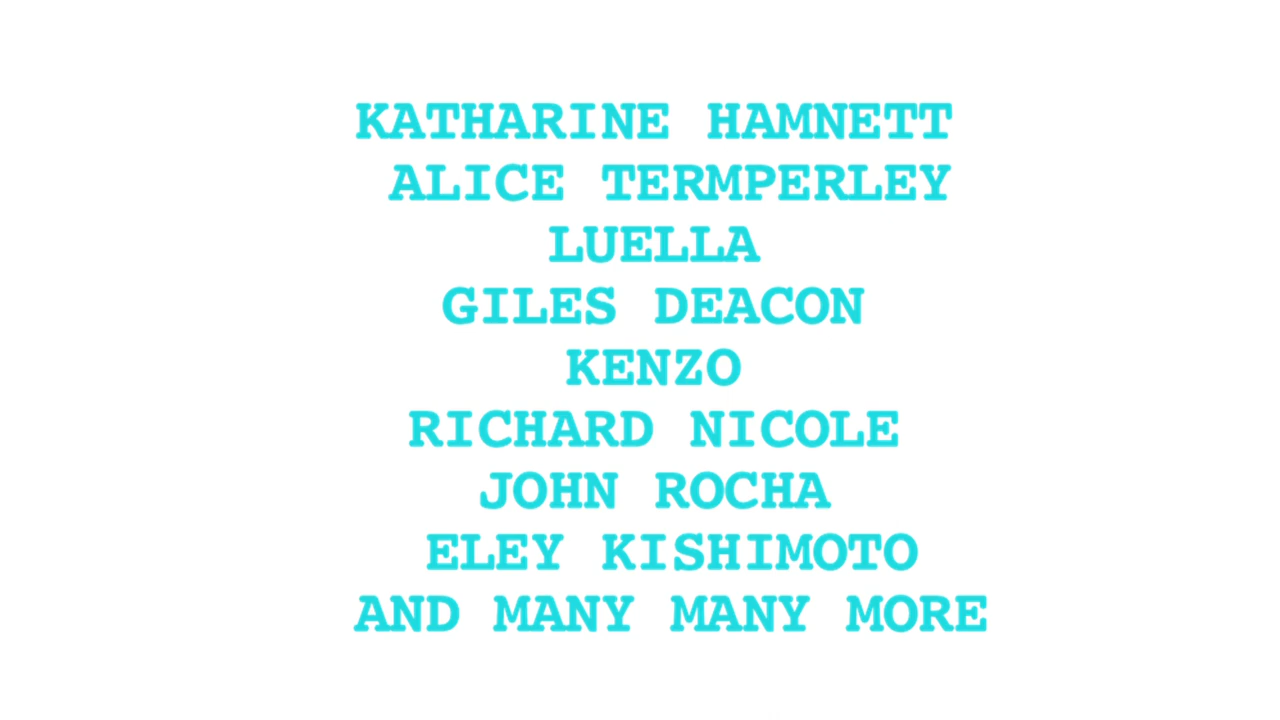 KATHARINE HAMNETT
ALICE TERMPERLEY
LUELLA
GILES DEACON
KENZO
RICHARD NICOLE
JOHN ROCHA
ELEY KISHIMOTO
AND MANY MANY MORE